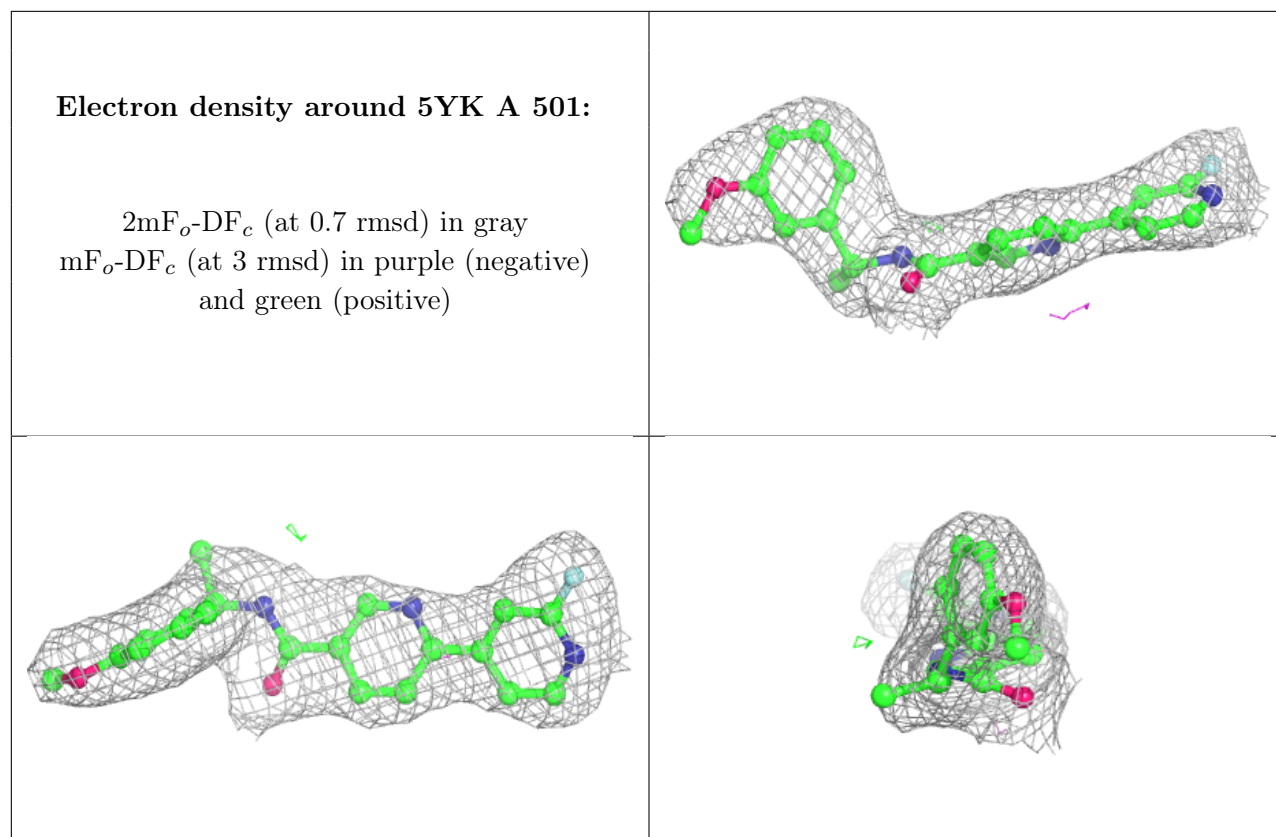 Electron density around 5YK A 501:
2mFo-DFc (at 0.7 rmsd) in gray
mFo-DFc (at 3 rmsd) in purple (negative)
and green (positive)